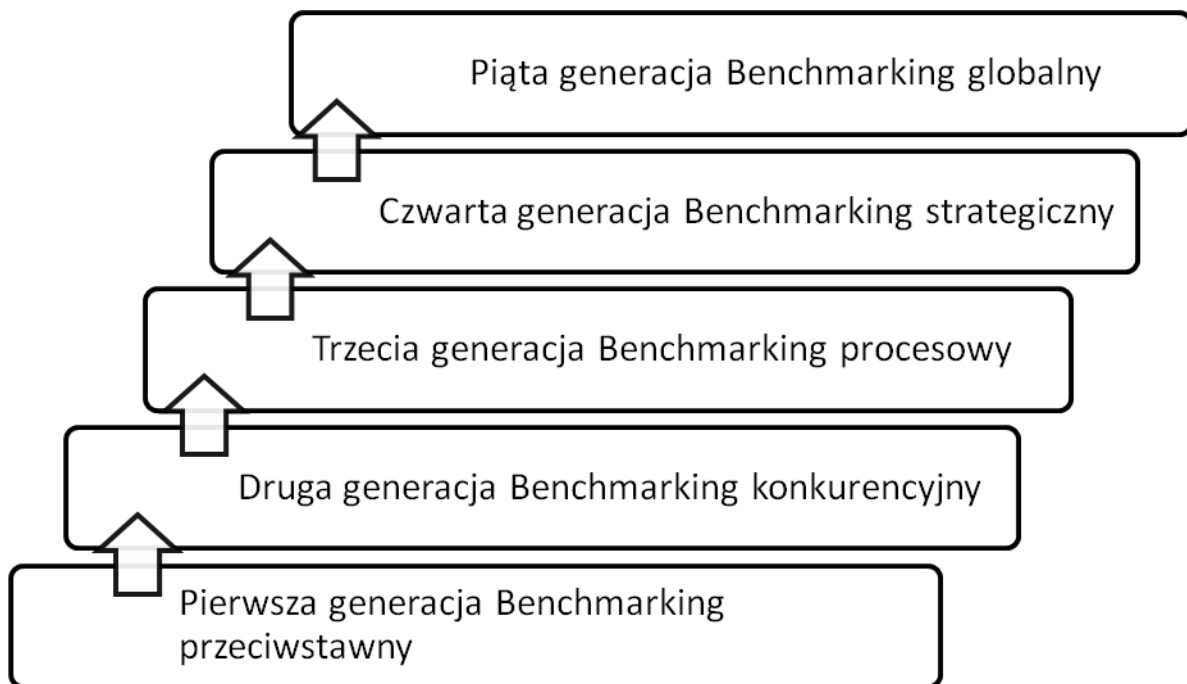 Piąta generacja Benchmarking globalny
Czwarta generacja Benchmarking strategiczny
Trzecia generacja Benchmarking procesowy
Druga generacja Benchmarking konkurencyjny
Pierwsza generacja Benchmarking
przeciwstawny